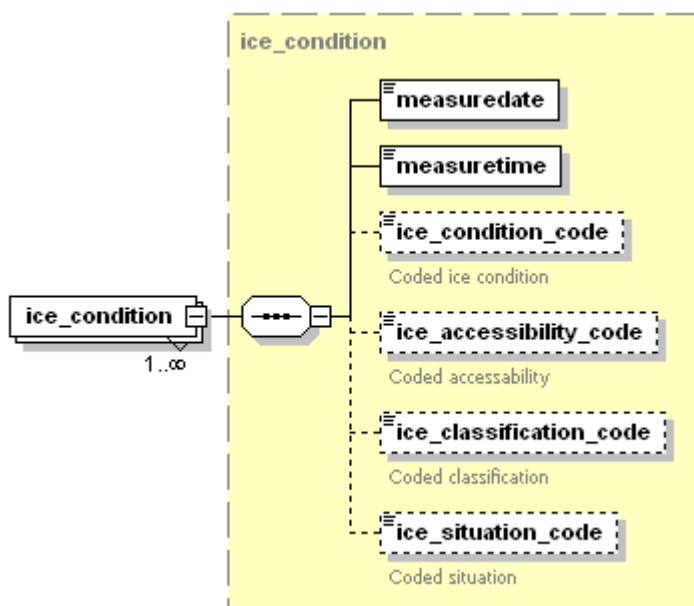 ice_condition
measuredate
measuretime
ice_condition_code
Coded ice condition
ice_condition
1..∞
ice_accessibility_code
Coded accessability
ice_classification_code
Coded classification
ice_situation_code
Coded situation